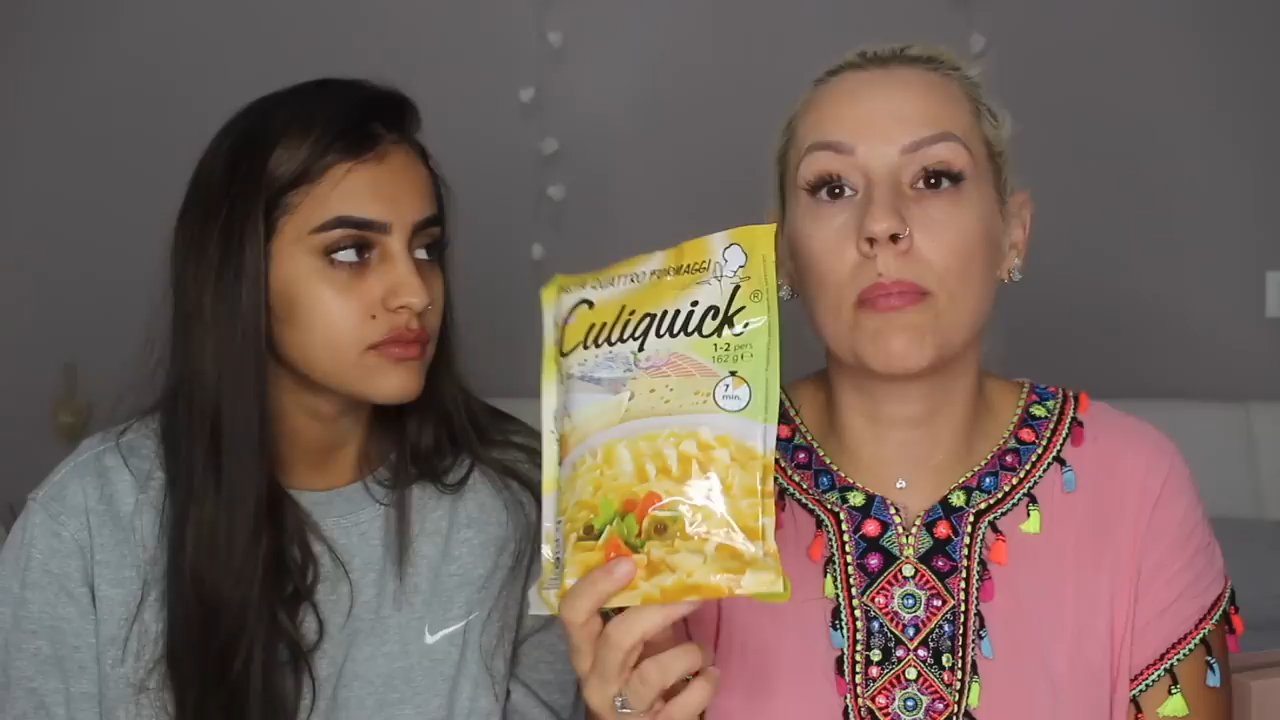 QUATTRO FORMAGGI
Culiquick®
1-2 pers
162 g ℮
7
min.